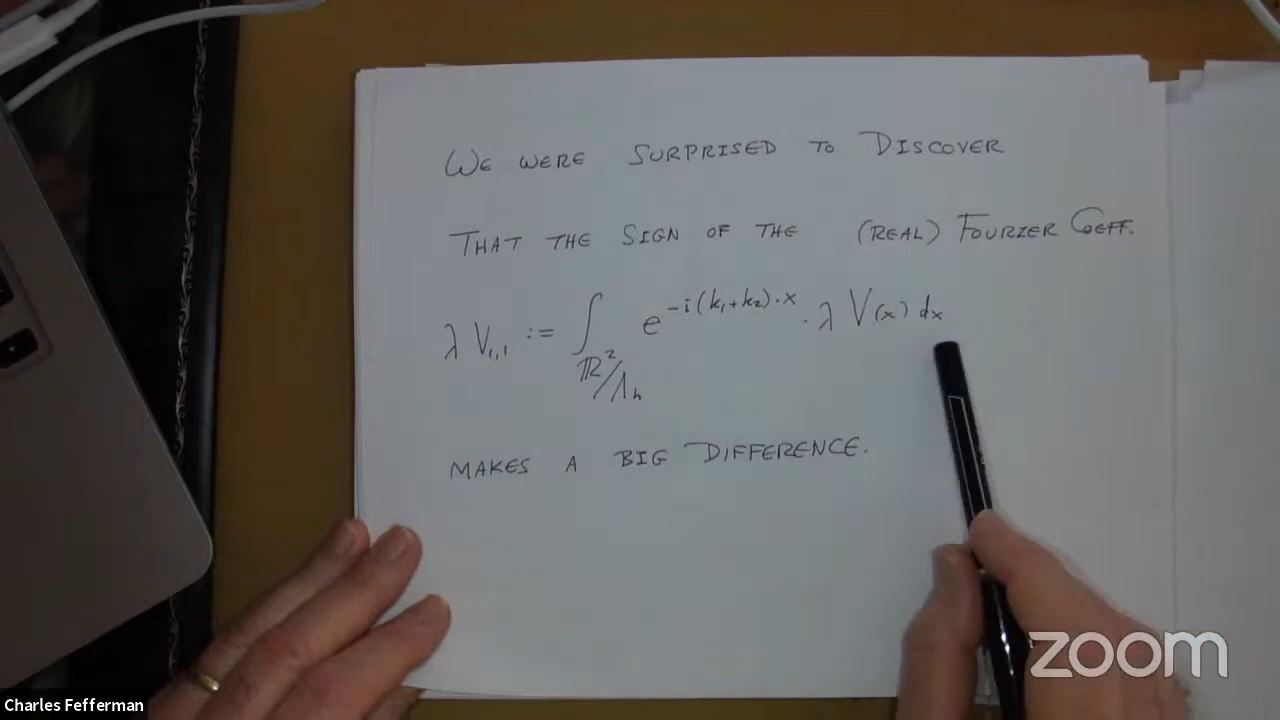 WE WERE SURPRISED TO DISCOVER
THAT THE SIGN OF THE (REAL) FOURIER COEFF.
λ V₁,₁ := ∫_{ℝ²/Λₕ} e^{-i(k₁+k₂)·x} · λ V(x) dx
MAKES A BIG DIFFERENCE.
zoom
Charles Fefferman